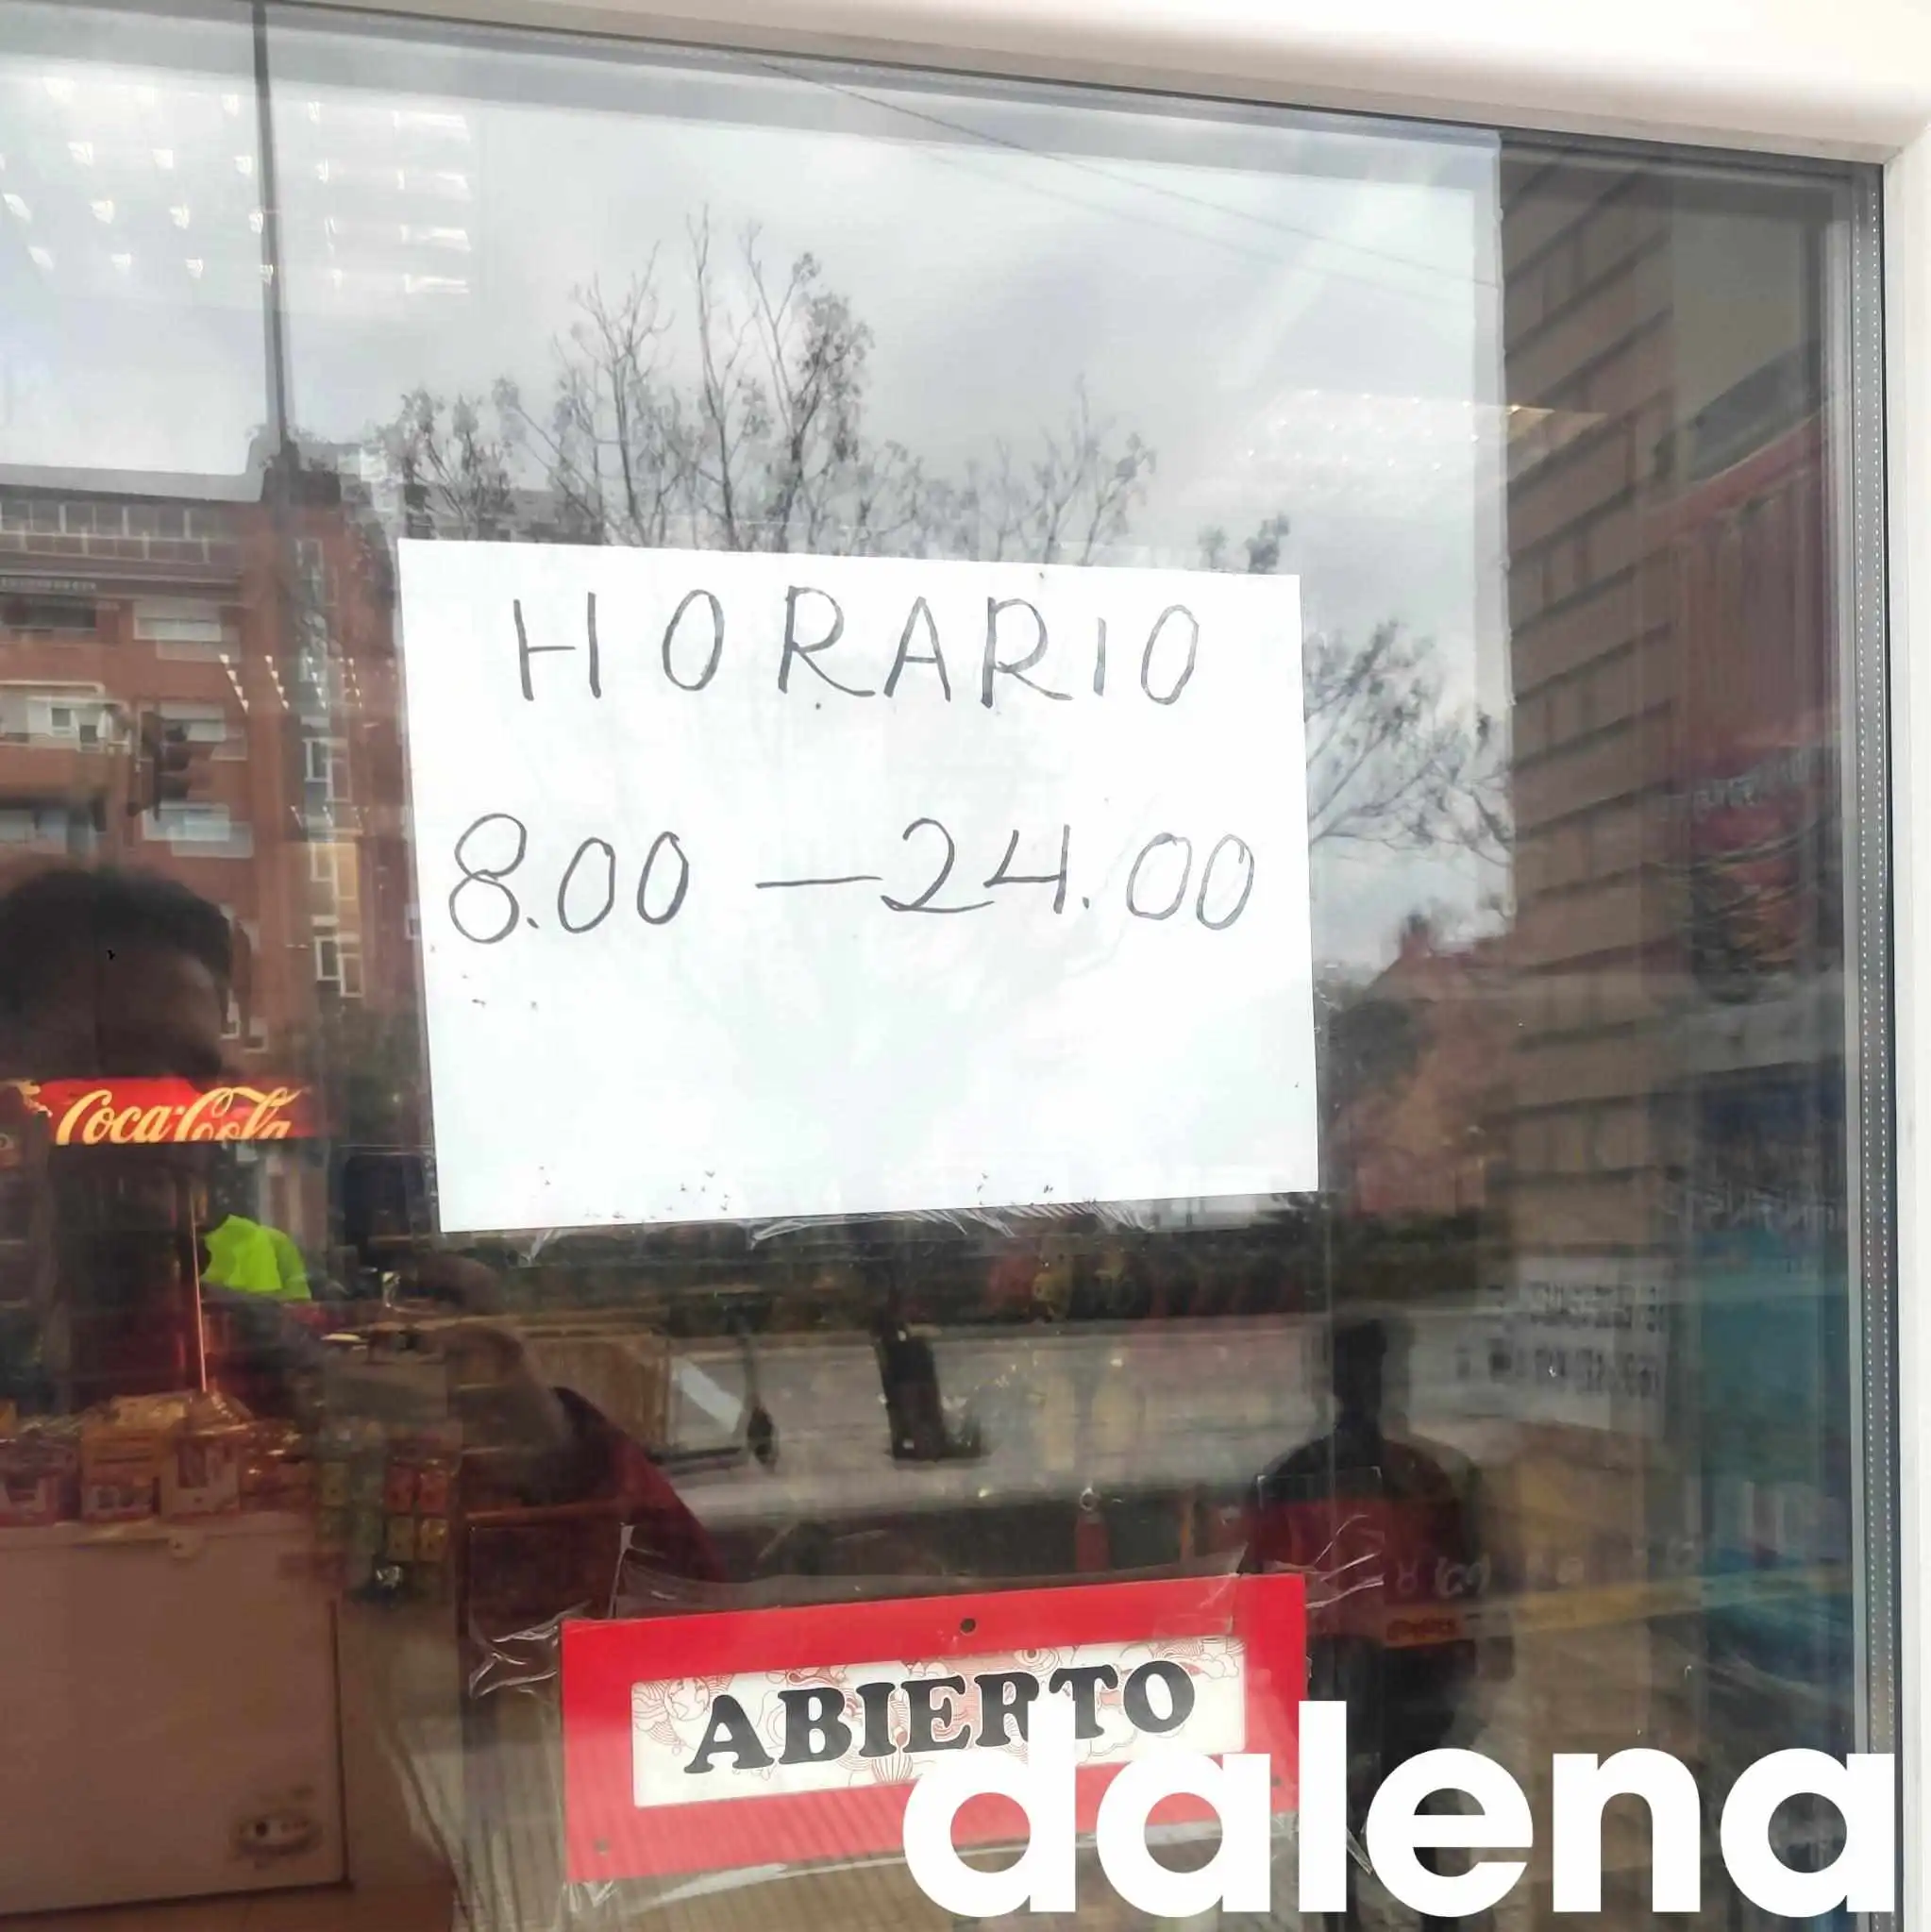 HORARIO
8.00 — 24.00
Coca-Cola
ABIERTO
dalena